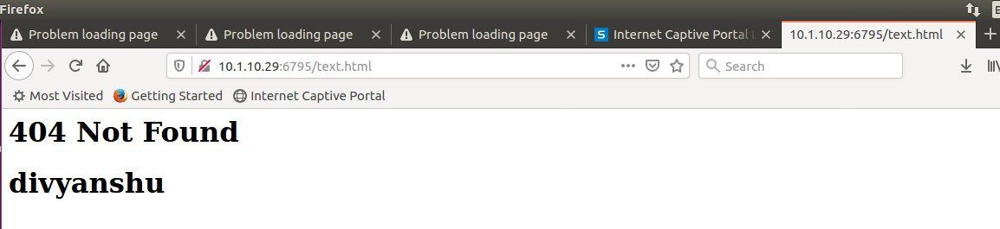 Firefox
Problem loading page Problem loading page Problem loading page Internet Captive Portal 10.1.10.29:6795/text.html
10.1.10.29:6795/text.html Search
Most Visited Getting Started Internet Captive Portal
404 Not Found
divyanshu